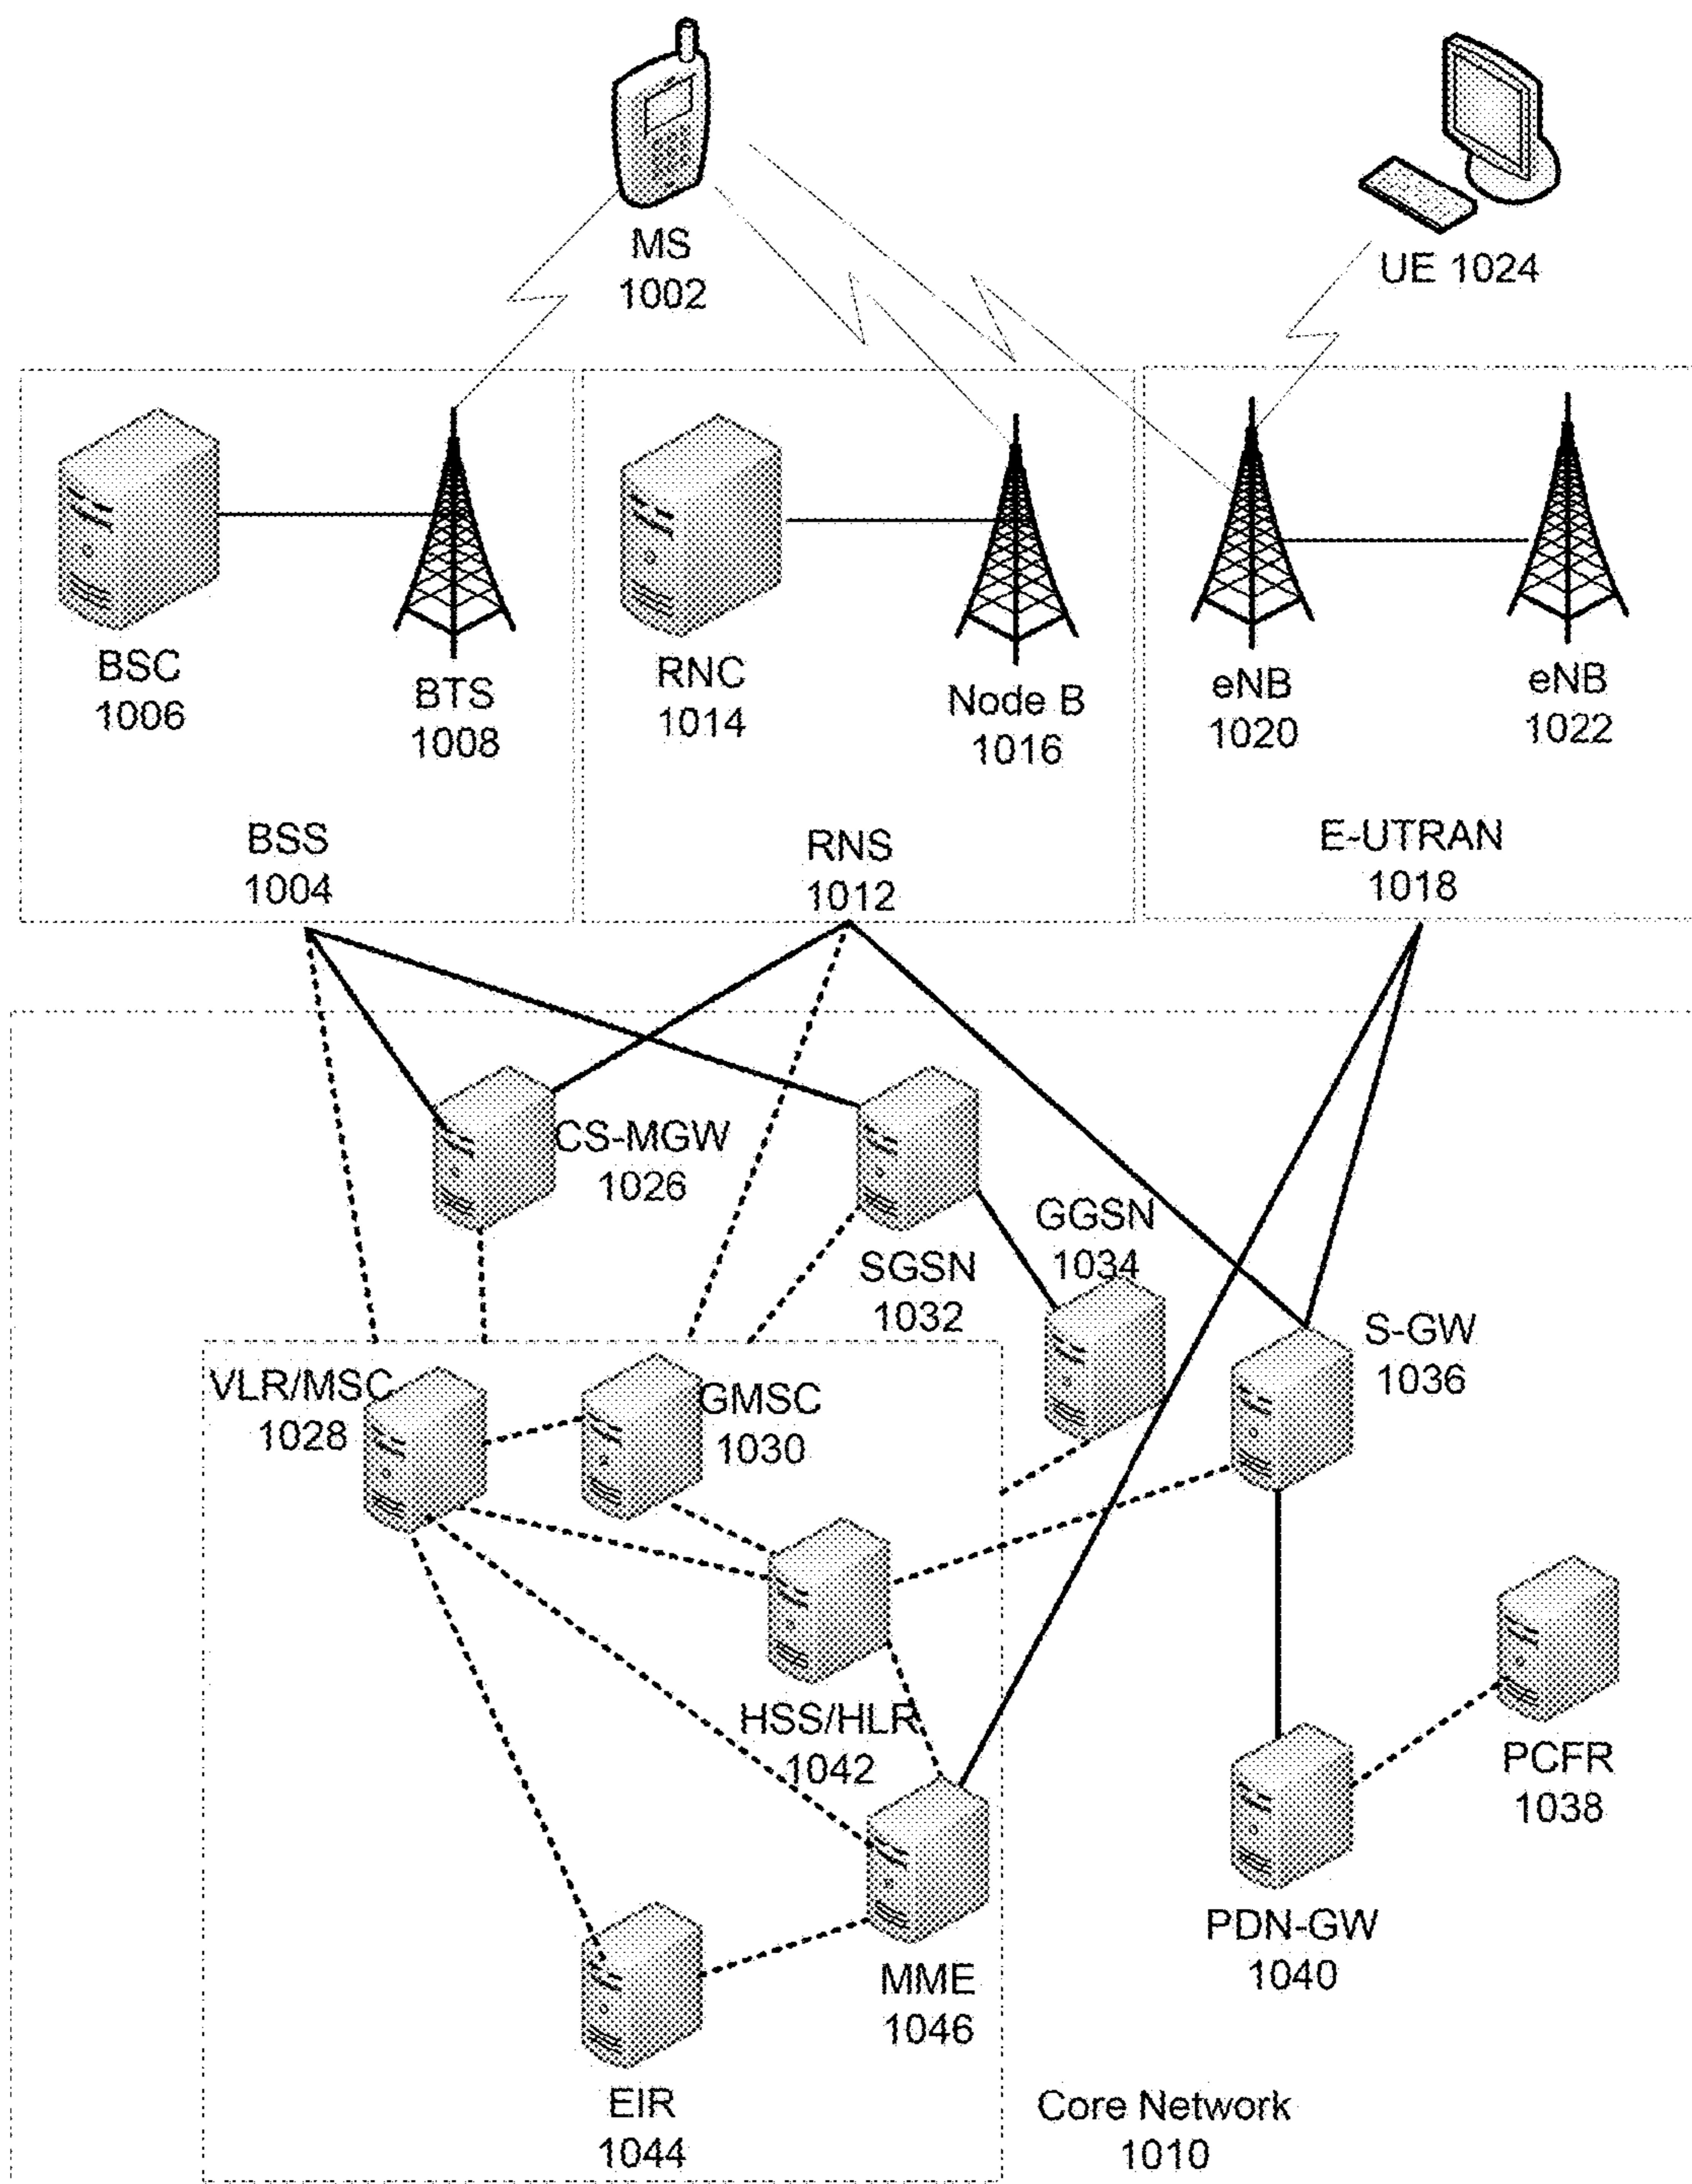 MS
1002
UE 1024
BSC
1006
BTS
1008
RNC
1014
Node B
1016
eNB
1020
eNB
1022
BSS
1004
RNS
1012
E-UTRAN
1018
CS-MGW
1026
SGSN
1032
GGSN
1034
S-GW
1036
VLR/MSC
1028
GMSC
1030
HSS/HLR
1042
PCFR
1038
PDN-GW
1040
MME
1046
EIR
1044
Core Network
1010